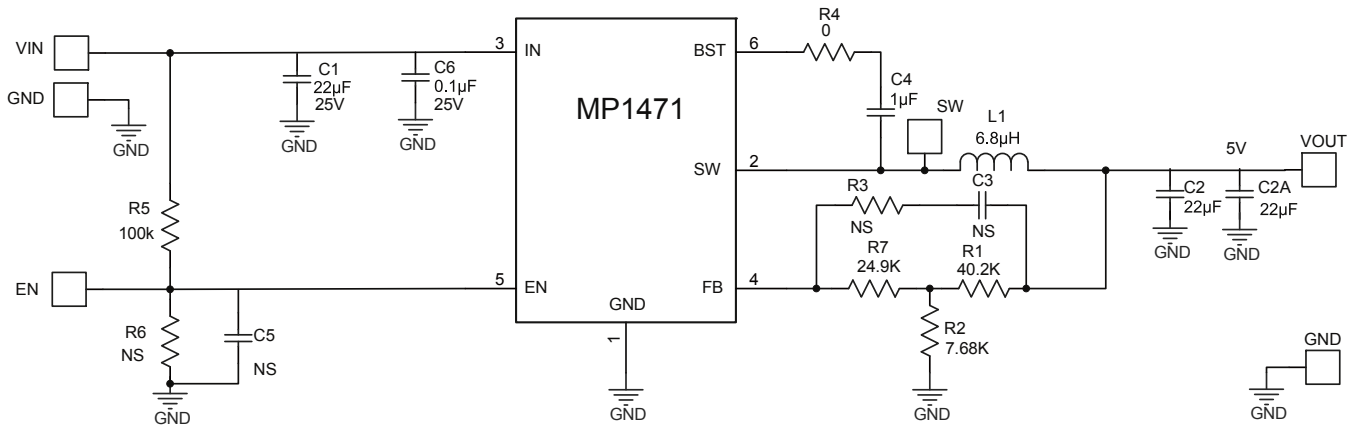 VIN
GND
GND
R5
100k
EN
R6
NS
C5
NS
GND
C1
22µF
25V
GND
C6
0.1µF
25V
GND
3
IN
BST
6
MP1471
SW
2
5
EN
FB
4
GND
1
GND
R4
0
C4
1µF
SW
L1
6.8µH
R3
NS
C3
NS
R7
24.9K
R1
40.2K
R2
7.68K
GND
5V
VOUT
C2
22µF
GND
C2A
22µF
GND
GND
GND